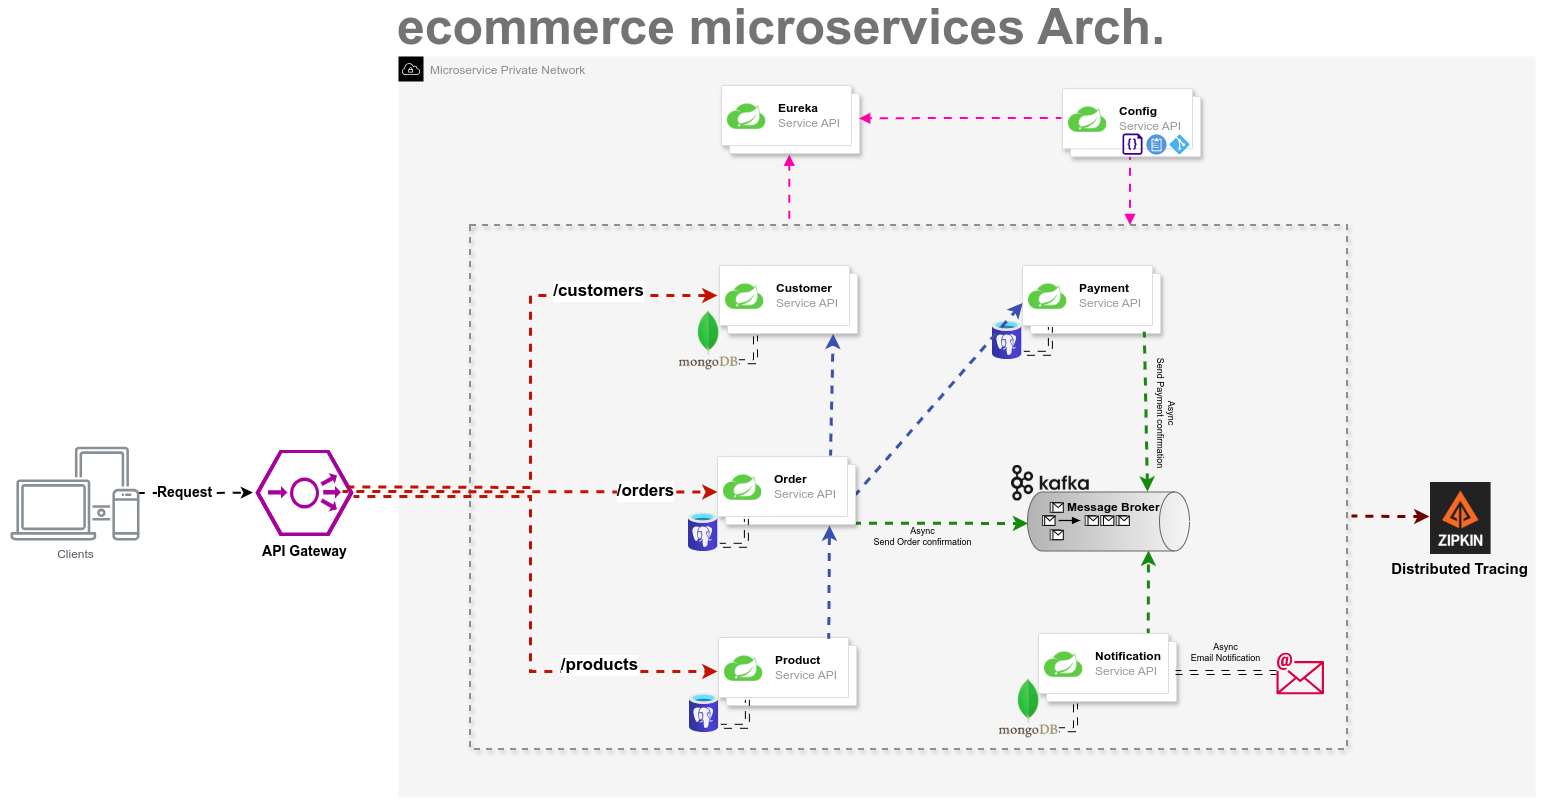 ecommerce microservices Arch.
Microservice Private Network
Eureka
Service API
Config
Service API
{}
/customers
Customer
Service API
mongoDB
Payment
Service API
Async
Send Payment confirmation
Clients
Request
API Gateway
/orders
Order
Service API
Async
Send Order confirmation
kafka
Message Broker
ZIPKIN
Distributed Tracing
/products
Product
Service API
Notification
Service API
mongoDB
Async
Email Notification
@